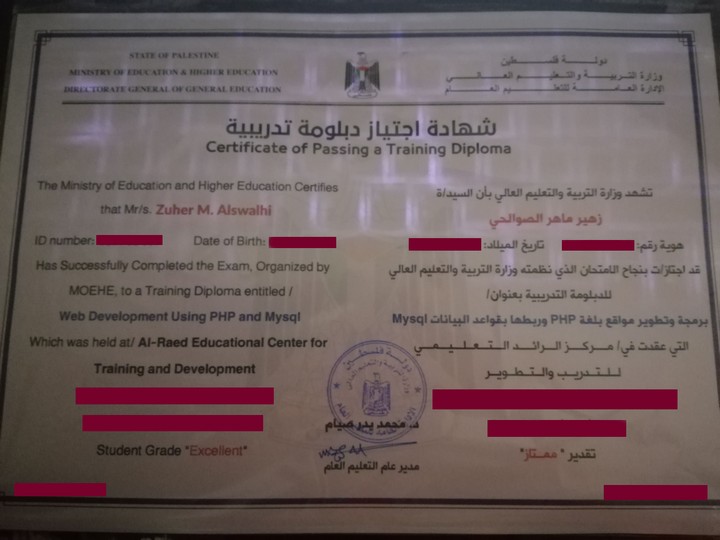 STATE OF PALESTINE
MINISTRY OF EDUCATION & HIGHER EDUCATION
DIRECTORATE GENERAL OF GENERAL EDUCATION
دولة فلسطين
وزارة التربية والتعليم العالي
الإدارة العامة للتعليم العام
شهادة اجتياز دبلومة تدريبية
Certificate of Passing a Training Diploma
The Ministry of Education and Higher Education Certifies
that Mr/s. Zuher M. Alswalhi
ID number:
Date of Birth:
Has Successfully Completed the Exam, Organized by
MOEHE, to a Training Diploma entitled /
Web Development Using PHP and Mysql
Which was held at/ Al-Raed Educational Center for
Training and Development
Student Grade "Excellent"
تشهد وزارة التربية والتعليم العالي بأن السيد/ة
زهير ماهر الصوالحي
هوية رقم:
تاريخ الميلاد:
قد اجتاز/ت بنجاح الامتحان الذي نظمته وزارة التربية والتعليم العالي
للدبلومة التدريبية بعنوان/
برمجة وتطوير مواقع بلغة PHP وربطها بقواعد البيانات Mysql
التي عقدت في/ مركز الرائد التعليمي
للتدريب والتطوير
تقدير "ممتاز"
دولة فلسطين
د. محمد بدر صيام
مدير عام التعليم العام